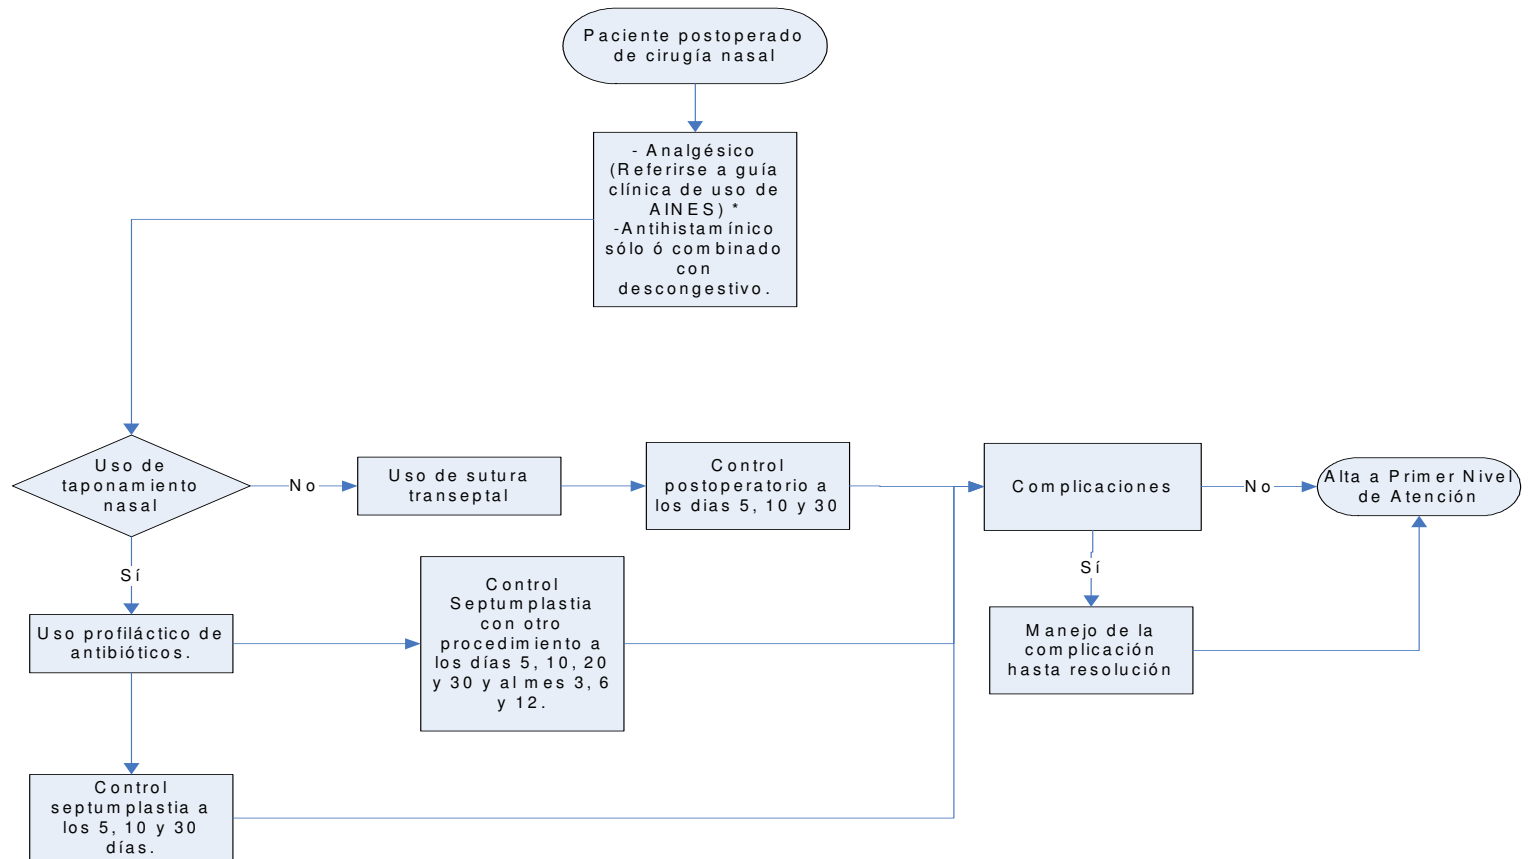 Paciente postoperado
de cirugía nasal
- Analgésico
(Referirse a guía
clínica de uso de
AINES) *
-Antihistamínico
sólo ó combinado
con
descongestivo.
Uso de
taponamiento
nasal
No
Uso de sutura
transeptal
Control
postoperatorio a
los dias 5, 10 y 30
Complicaciones
No
Alta a Primer Nivel
de Atención
Sí
Sí
Control
Septumplastia
con otro
procedimiento a
los días 5, 10, 20
y 30 y al mes 3, 6
y 12.
Uso profiláctico de
antibióticos.
Manejo de la
complicación
hasta resolución
Control
septumplastia a
los 5, 10 y 30
días.